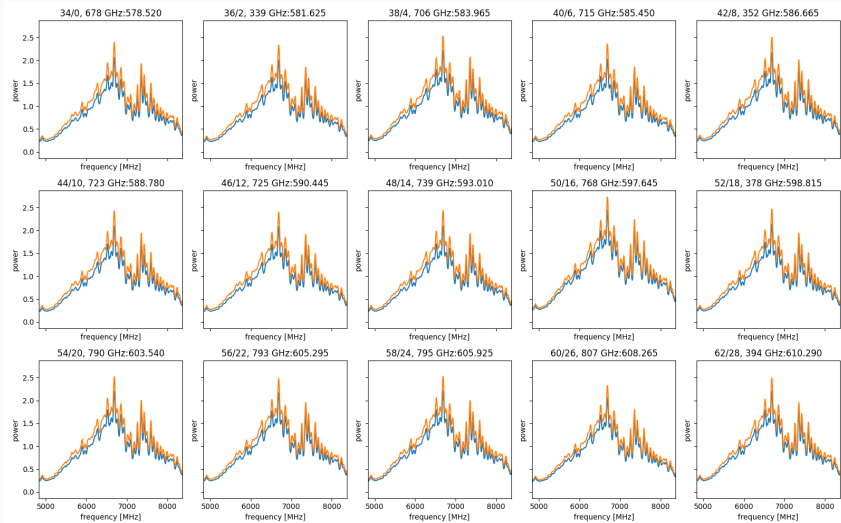 34/0, 678 GHz:578.520
36/2, 339 GHz:581.625
38/4, 706 GHz:583.965
40/6, 715 GHz:585.450
42/8, 352 GHz:586.665
power
2.5
2.0
1.5
1.0
0.5
0.0
power
power
power
power
frequency [MHz]
frequency [MHz]
frequency [MHz]
frequency [MHz]
frequency [MHz]
44/10, 723 GHz:588.780
46/12, 725 GHz:590.445
48/14, 739 GHz:593.010
50/16, 768 GHz:597.645
52/18, 378 GHz:598.815
power
2.5
2.0
1.5
1.0
0.5
0.0
power
power
power
power
frequency [MHz]
frequency [MHz]
frequency [MHz]
frequency [MHz]
frequency [MHz]
54/20, 790 GHz:603.540
56/22, 793 GHz:605.295
58/24, 795 GHz:605.925
60/26, 807 GHz:608.265
62/28, 394 GHz:610.290
power
2.5
2.0
1.5
1.0
0.5
0.0
power
power
power
power
5000 6000 7000 8000
5000 6000 7000 8000
5000 6000 7000 8000
5000 6000 7000 8000
5000 6000 7000 8000
frequency [MHz]
frequency [MHz]
frequency [MHz]
frequency [MHz]
frequency [MHz]